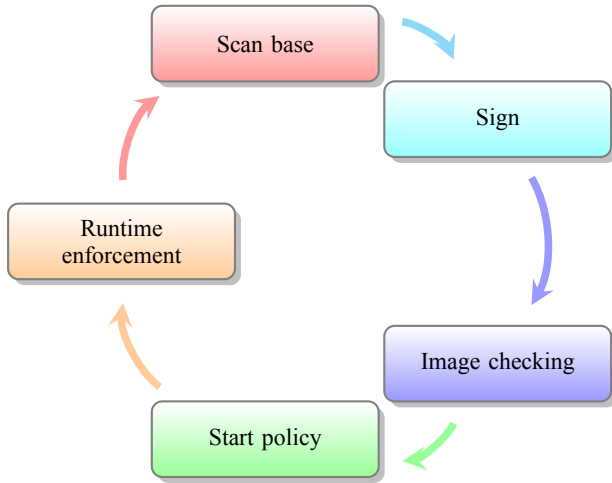 Scan base
Sign
Image checking
Start policy
Runtime
enforcement